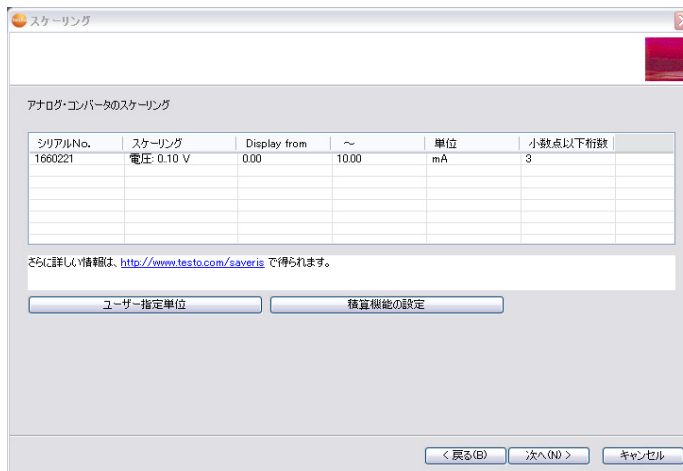 スケーリング
アナログ・コンバータのスケーリング
シリアルNo. スケーリング Display from ～ 単位 小数点以下桁数
1660221 電圧: 0.10 V 0.00 10.00 mA 3
さらに詳しい情報は、http://www.testo.com/saveris で得られます。
ユーザー指定単位 積算機能の設定
< 戻る(B) 次へ(N) > キャンセル